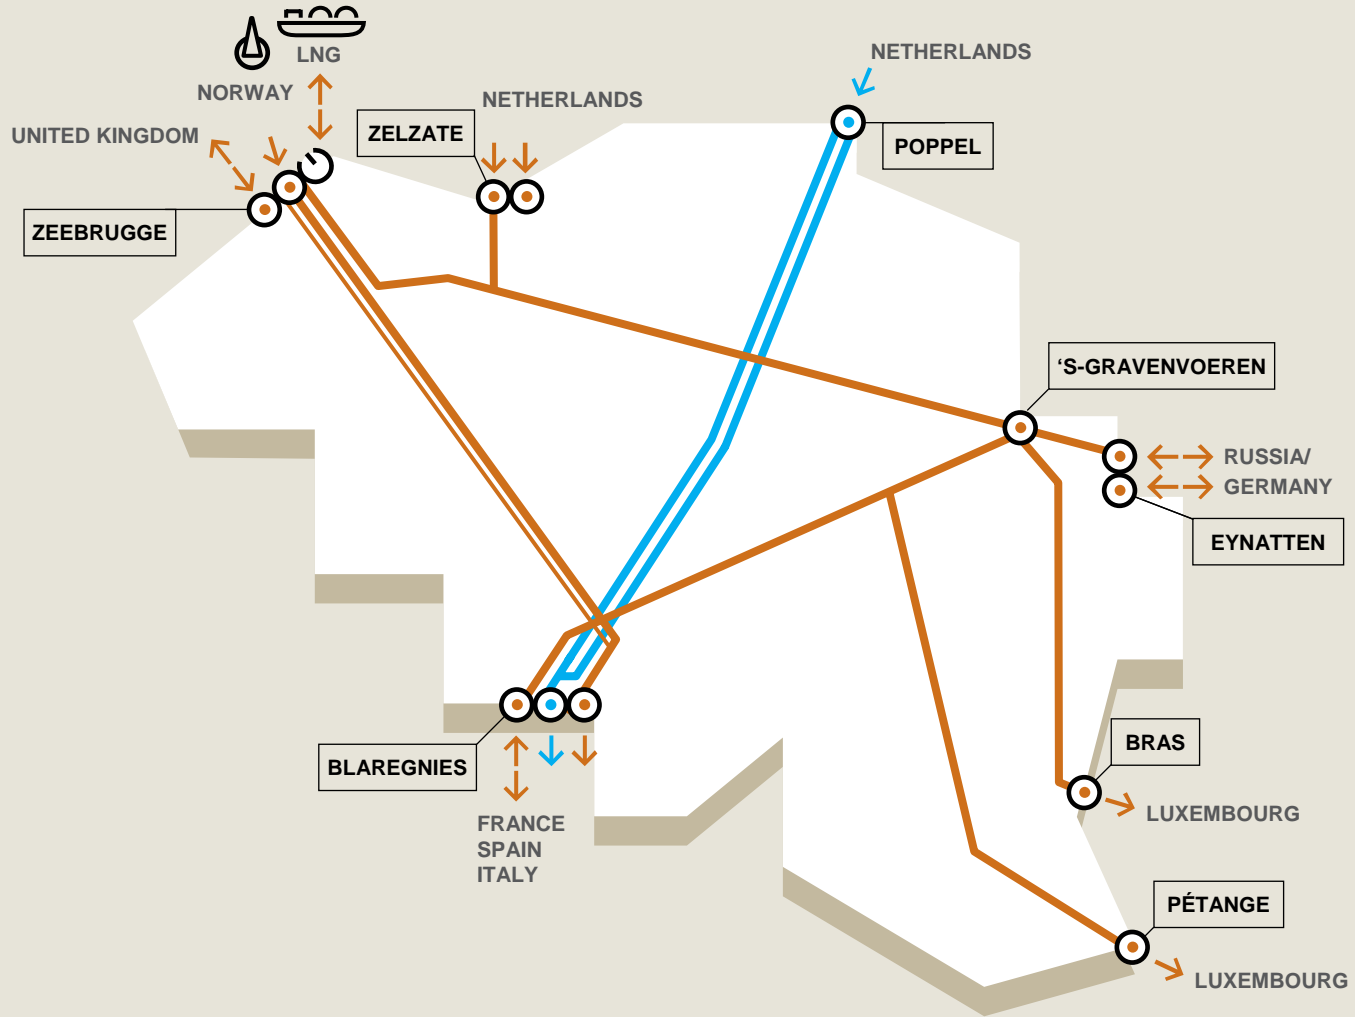 LNG
NORWAY
UNITED KINGDOM
ZEEBRUGGE
ZELZATE
NETHERLANDS
NETHERLANDS
POPPEL
‘S-GRAVENVOEREN
RUSSIA/
GERMANY
EYNATTEN
BLAREGNIES
FRANCE
SPAIN
ITALY
BRAS
LUXEMBOURG
PÉTANGE
LUXEMBOURG